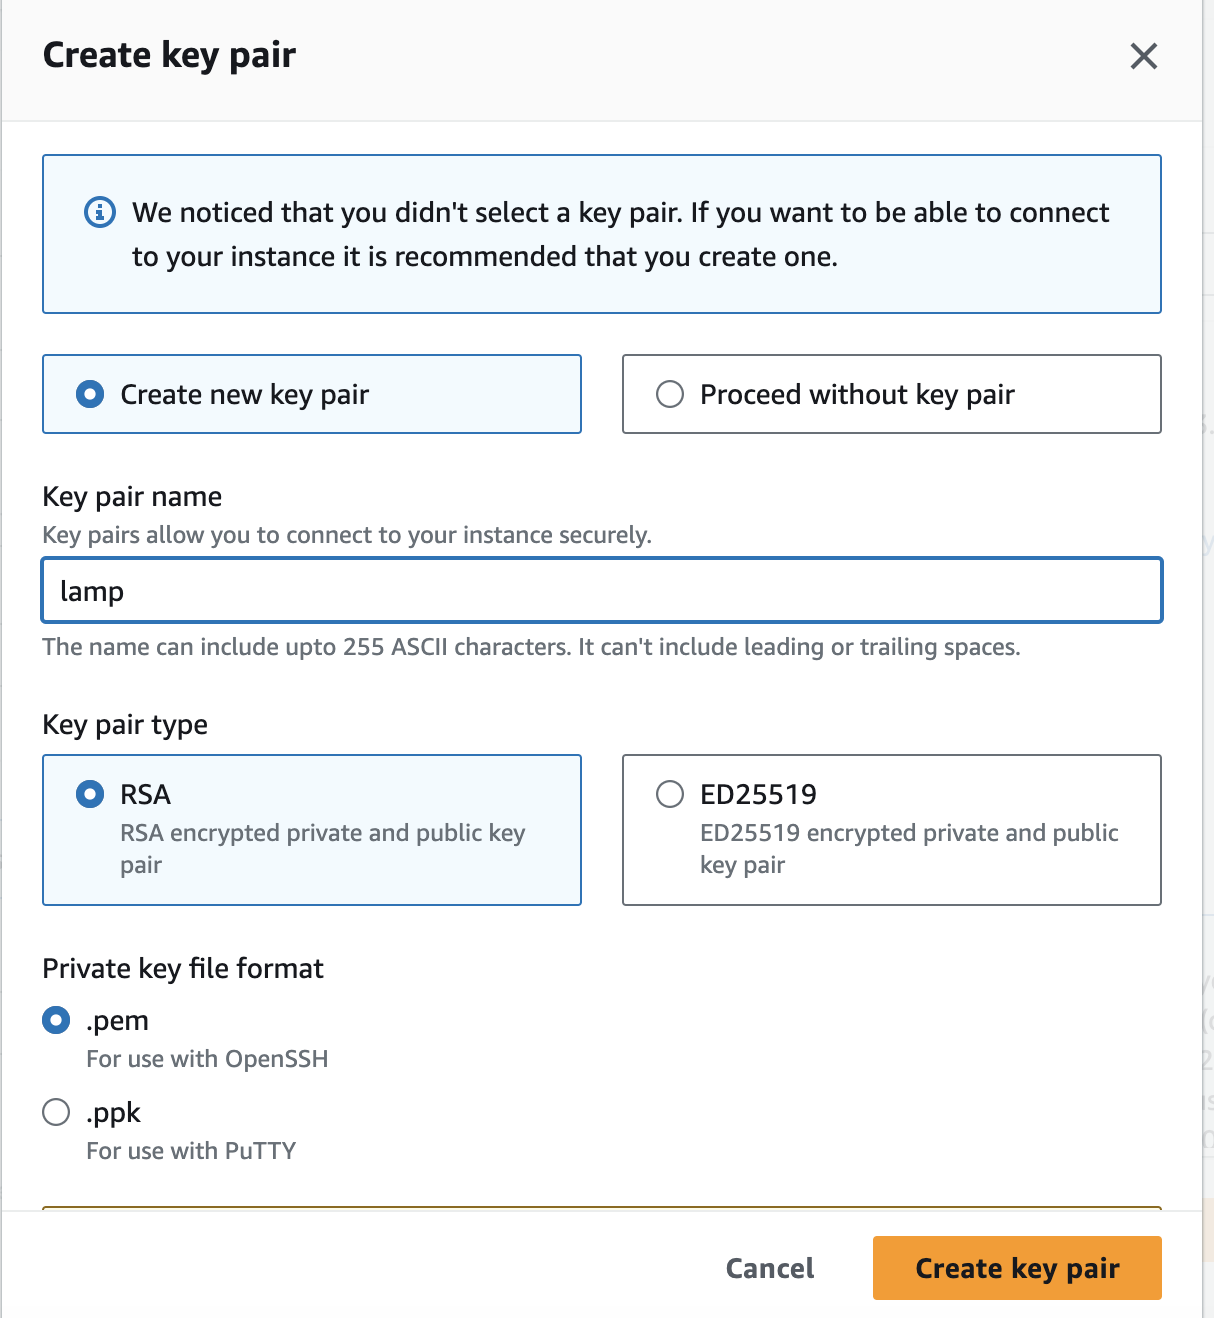 Create key pair
We noticed that you didn't select a key pair. If you want to be able to connect
to your instance it is recommended that you create one.
Create new key pair
Proceed without key pair
Key pair name
Key pairs allow you to connect to your instance securely.
lamp
The name can include upto 255 ASCII characters. It can't include leading or trailing spaces.
Key pair type
RSA
RSA encrypted private and public key
pair
ED25519
ED25519 encrypted private and public
key pair
Private key file format
.pem
For use with OpenSSH
.ppk
For use with PuTTY
Cancel
Create key pair